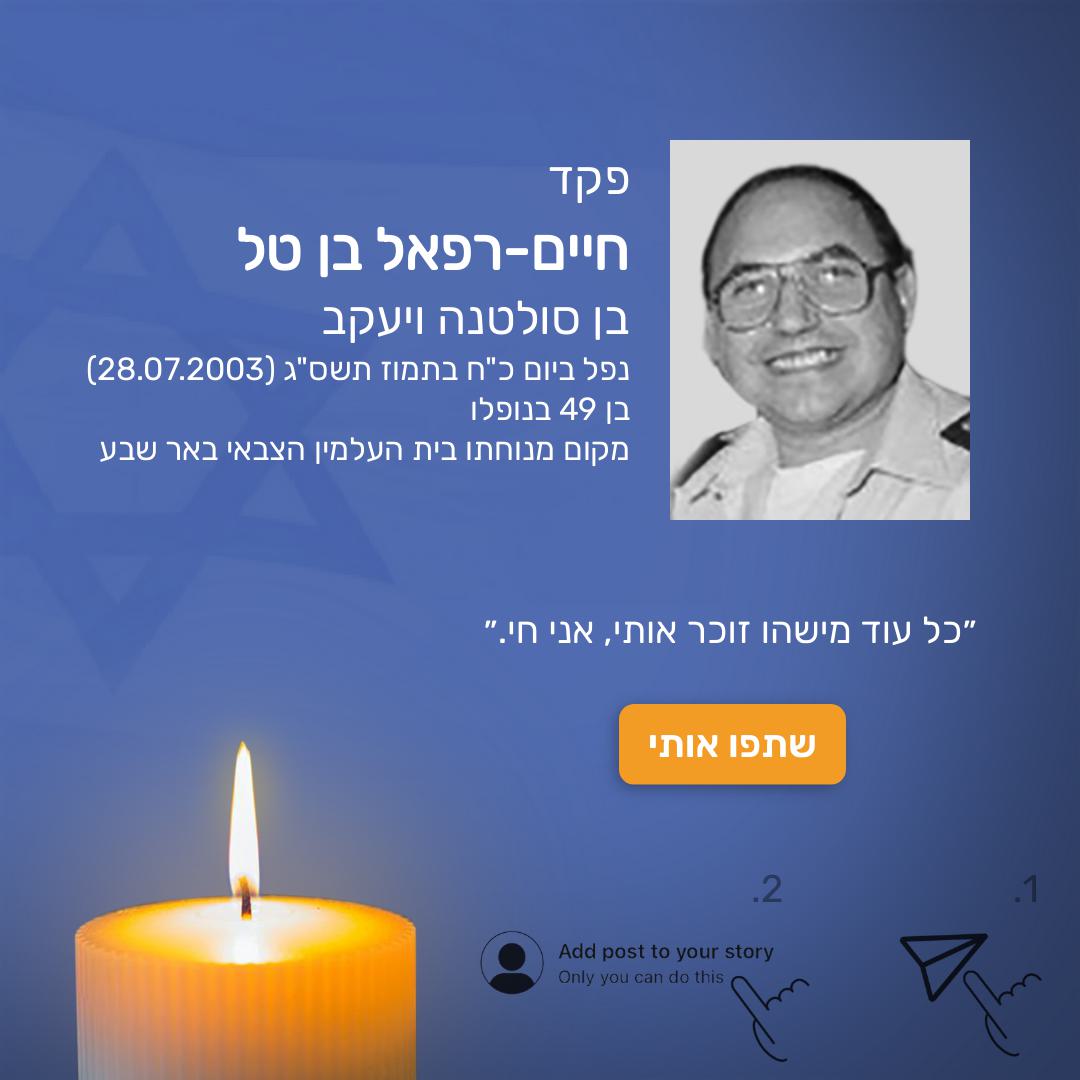 פקד
חיים-רפאל בן טל
בן סולטנה ויעקב
נפל ביום כ"ח בתמוז תשס"ג (28.07.2003)
בן 49 בנופלו
מקום מנוחתו בית העלמין הצבאי באר שבע
״כל עוד מישהו זוכר אותי, אני חי.״
שתפו אותי
1.
2.
Add post to your story
Only you can do this